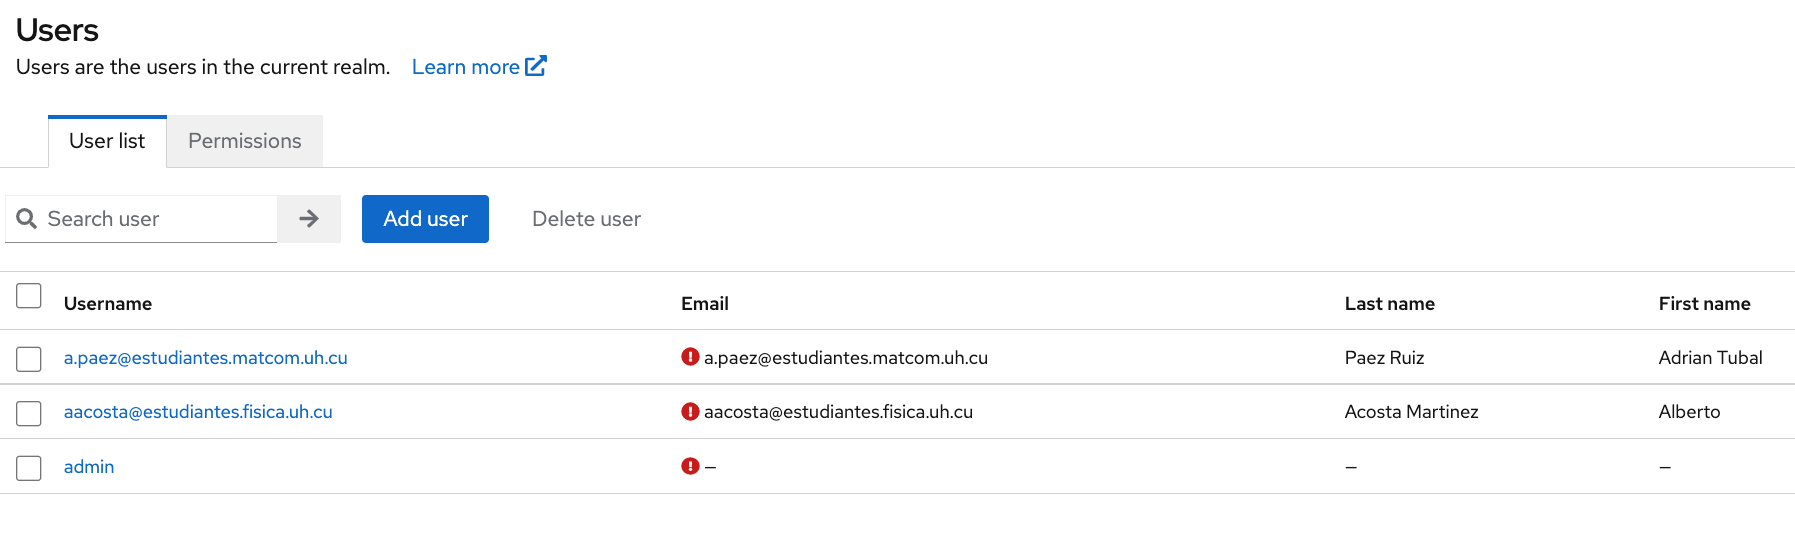 Users
Users are the users in the current realm. Learn more
User list Permissions
Search user Add user Delete user
Username Email Last name First name
a.paez@estudiantes.matcom.uh.cu a.paez@estudiantes.matcom.uh.cu Paez Ruiz Adrian Tubal
aacosta@estudiantes.fisica.uh.cu aacosta@estudiantes.fisica.uh.cu Acosta Martinez Alberto
admin – – –